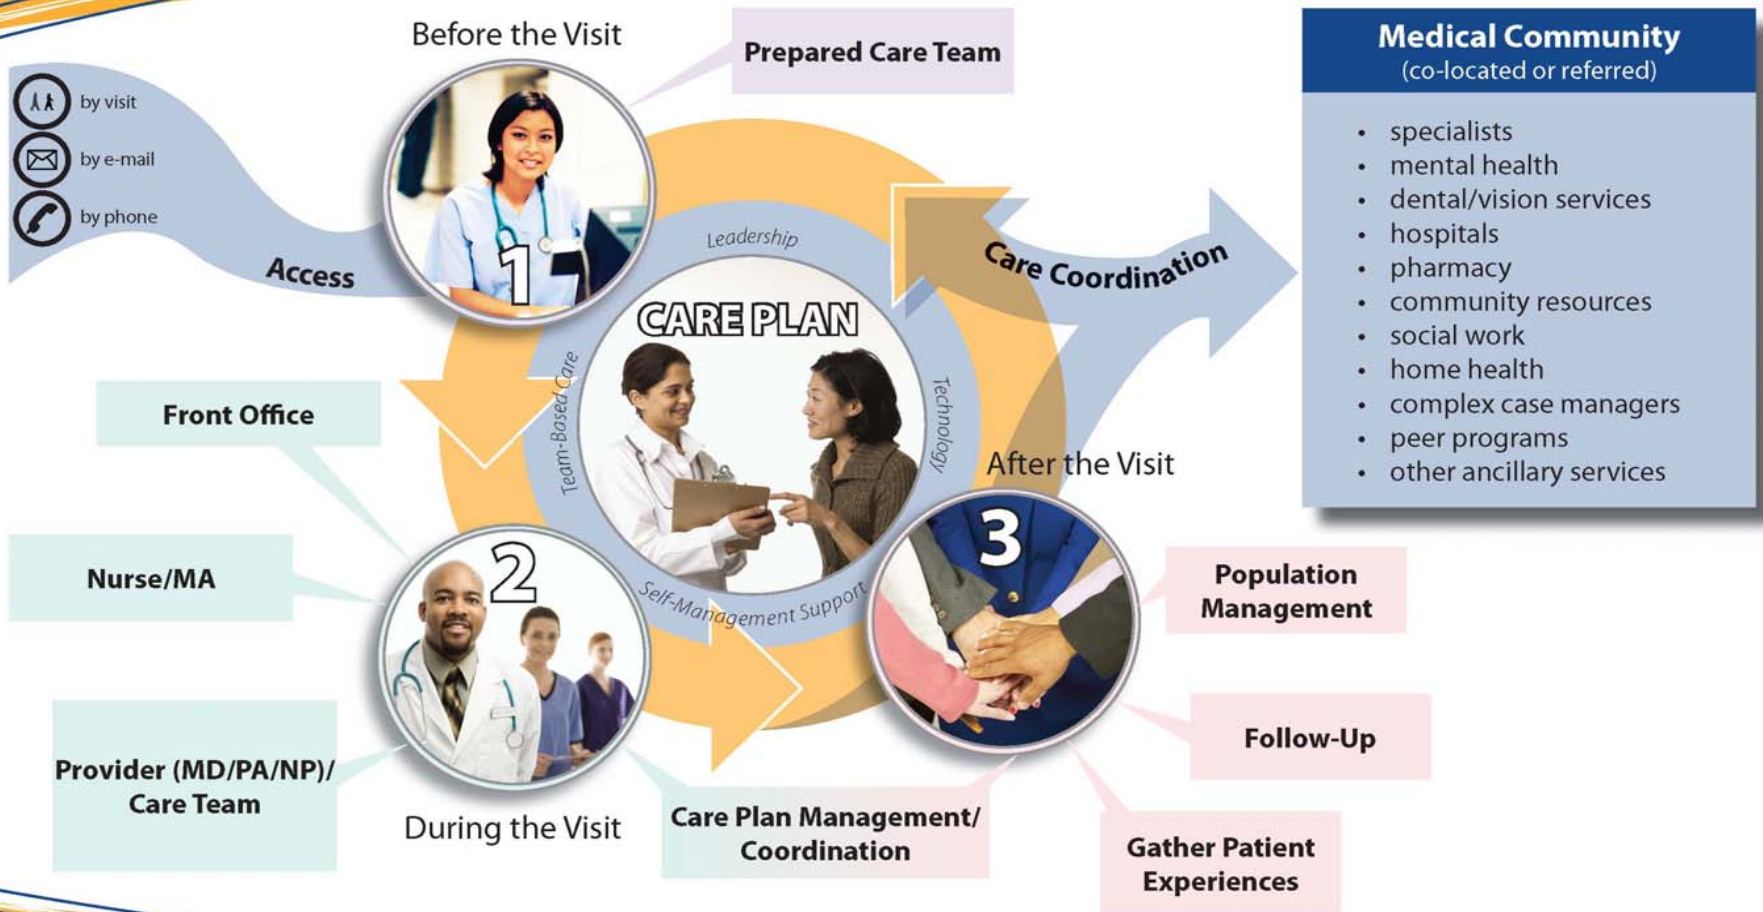 Before the Visit
Prepared Care Team
by visit
by e-mail
by phone
Access
1
Leadership
CARE PLAN
Team-Based Care
Technology
Self-Management Support
Care Coordination
Medical Community
(co-located or referred)
• specialists
• mental health
• dental/vision services
• hospitals
• pharmacy
• community resources
• social work
• home health
• complex case managers
• peer programs
• other ancillary services
Front Office
Nurse/MA
Provider (MD/PA/NP)/
Care Team
2
During the Visit
Care Plan Management/
Coordination
After the Visit
3
Population
Management
Follow-Up
Gather Patient
Experiences